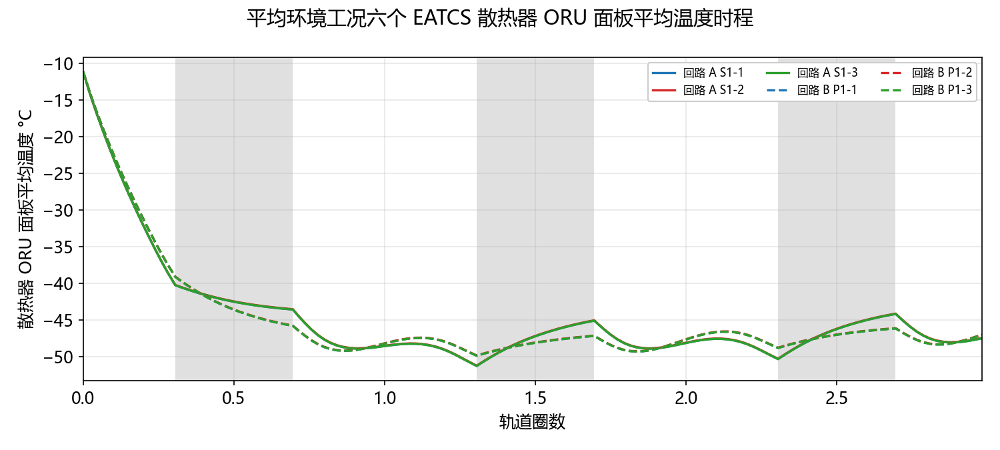 平均环境工况六个 EATCS 散热器 ORU 面板平均温度时程
散热器 ORU 面板平均温度 °C
−10
−15
−20
−25
−30
−35
−40
−45
−50
回路 A S1-1
回路 A S1-2
回路 A S1-3
回路 B P1-1
回路 B P1-2
回路 B P1-3
0.0 0.5 1.0 1.5 2.0 2.5
轨道圈数